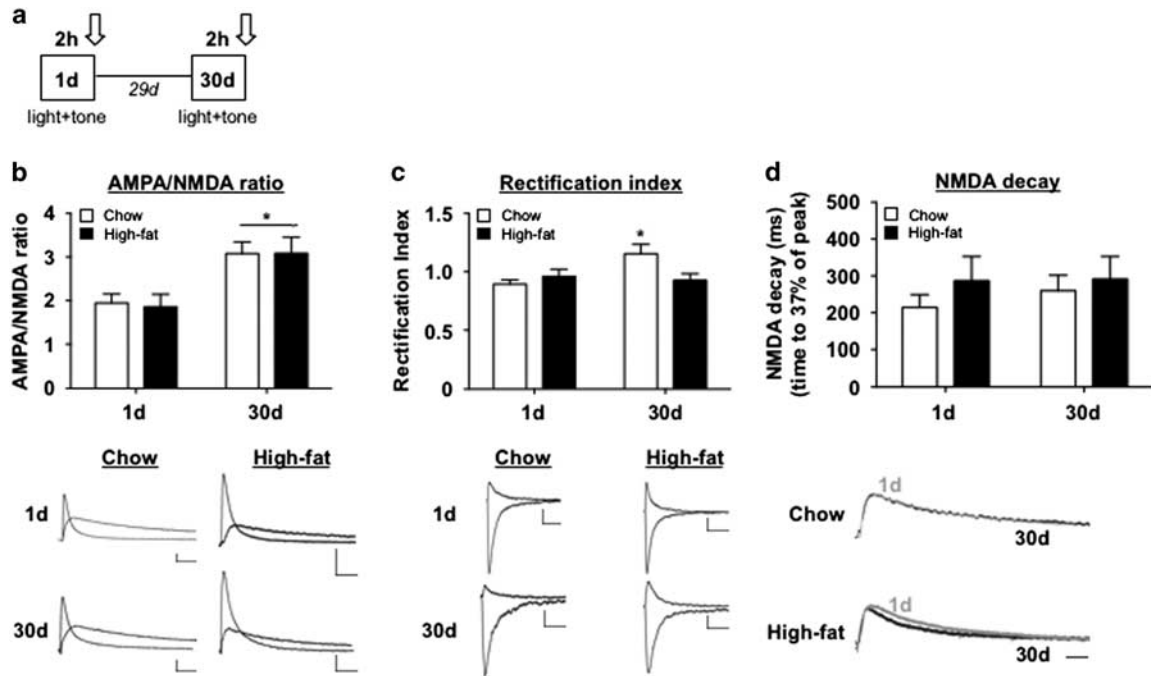 a
2h
2h
1d
29d
30d
light+tone
light+tone
b
AMPA/NMDA ratio
Chow
High-fat
*
AMPA/NMDA ratio
4
3
2
1
0
1d
30d
Chow
High-fat
1d
30d
c
Rectification index
Chow
High-fat
*
Rectification Index
1.5
1.0
0.5
0
1d
30d
Chow
High-fat
1d
30d
d
NMDA decay
Chow
High-fat
NMDA decay (ms)
(time to 37% of peak)
500
400
300
200
100
0
1d
30d
Chow
1d
30d
High-fat
1d
30d